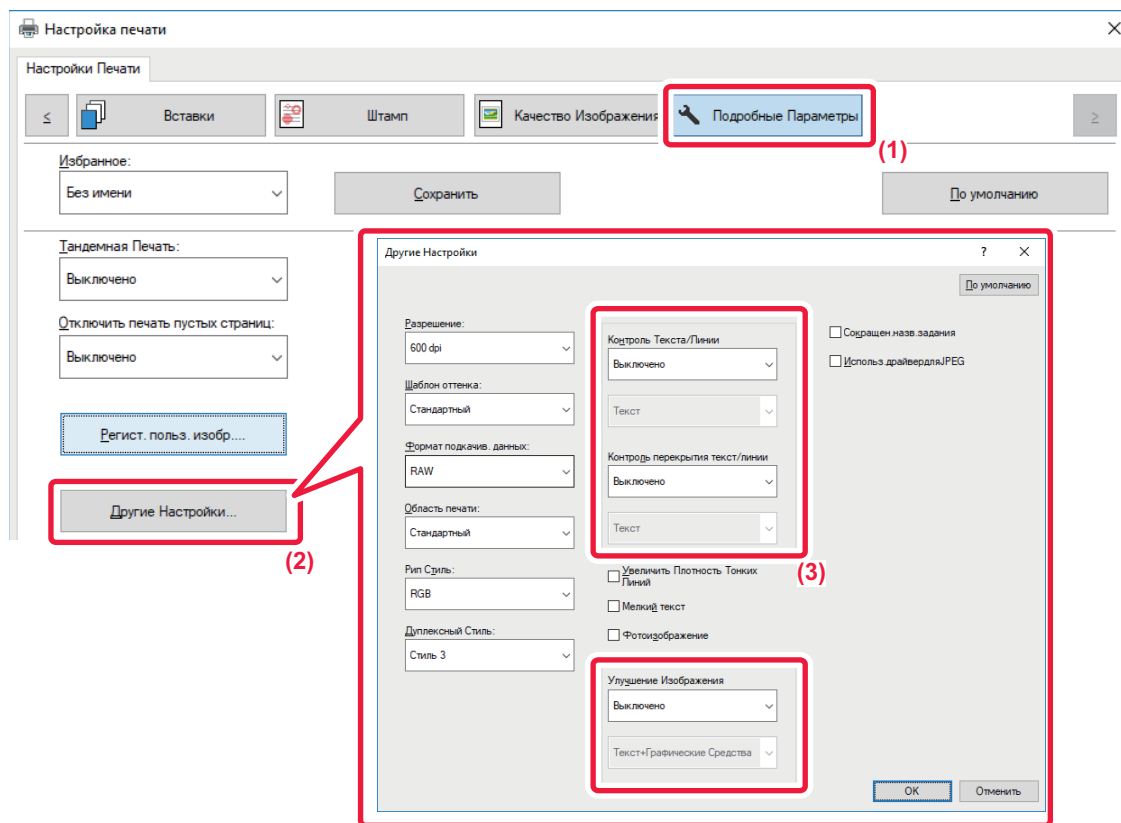 Настройка печати
Настройки Печати
<
Вставки
Штамп
Качество Изображения
Подробные Параметры
>
(1)
Избранное:
Без имени
Сохранить
По умолчанию
Тандемная Печать:
Выключено
Отключить печать пустых страниц:
Выключено
Регист. польз. изобр....
Другие Настройки...
(2)
Другие Настройки
?
По умолчанию
Разрешение:
600 dpi
Шаблон оттенка:
Стандартный
Формат подкачив. данных:
RAW
Область печати:
Стандартный
Рип Стиль:
RGB
Дуплексный Стиль:
Стиль 3
Контроль Текста/Линии
Выключено
Текст
Контроль перекрытия текст/линии
Выключено
Текст
(3)
Увеличить Плотность Тонких
Линий
Мелкий текст
Фотоизображение
Улучшение Изображения
Выключено
Текст+Графические Средства
Сокращен.назв.задания
Использ.драйвердляJPEG
OK
Отменить